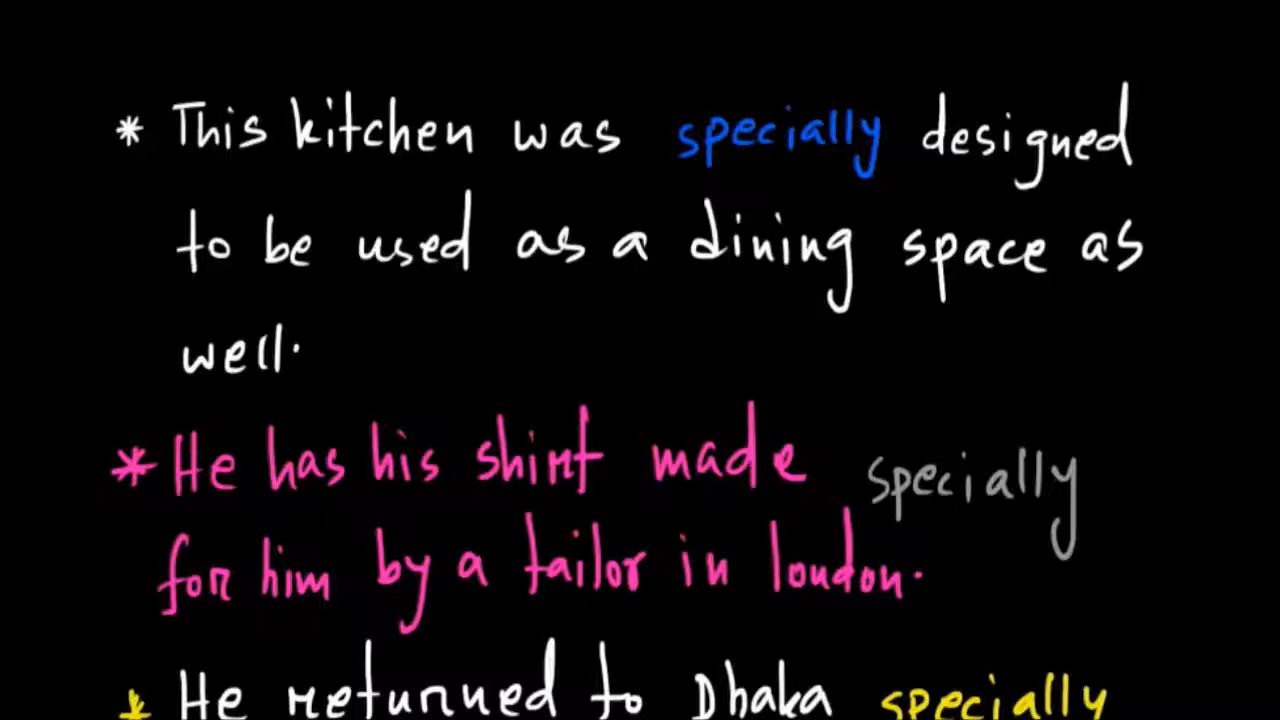 * This kitchen was specially designed
to be used as a dining space as
well.
* He has his shirt made specially
for him by a tailor in london.
* He returned to Dhaka specially